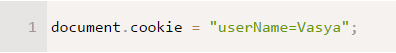 1 document.cookie = "userName=Vasya";